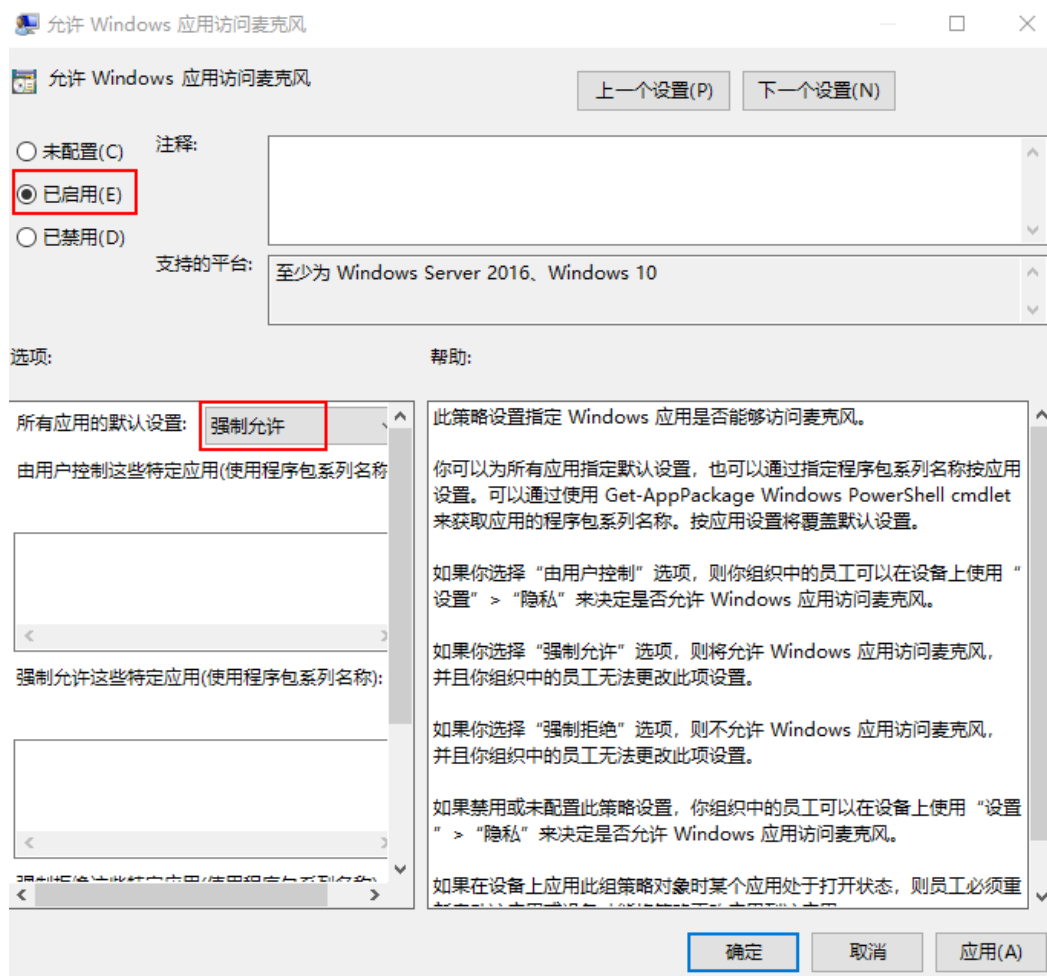 允许 Windows 应用访问麦克风
允许 Windows 应用访问麦克风
上一个设置(P)
下一个设置(N)
未配置(C)
注释:
已启用(E)
已禁用(D)
支持的平台:
至少为 Windows Server 2016、Windows 10
选项:
帮助:
所有应用的默认设置:
强制允许
由用户控制这些特定应用(使用程序包系列名称
强制允许这些特定应用(使用程序包系列名称):
强制拒绝这些特定应用(使用程序包系列名称)
此策略设置指定 Windows 应用是否能够访问麦克风。
你可以为所有应用指定默认设置，也可以通过指定程序包系列名称按应用
设置。可以通过使用 Get-AppPackage Windows PowerShell cmdlet
来获取应用的程序包系列名称。按应用设置将覆盖默认设置。
如果你选择“由用户控制”选项，则你组织中的员工可以在设备上使用“
设置”>“隐私”来决定是否允许 Windows 应用访问麦克风。
如果你选择“强制允许”选项，则将允许 Windows 应用访问麦克风，
并且你组织中的员工无法更改此项设置。
如果你选择“强制拒绝”选项，则不允许 Windows 应用访问麦克风，
并且你组织中的员工无法更改此项设置。
如果禁用或未配置此策略设置，你组织中的员工可以在设备上使用“设置
”>“隐私”来决定是否允许 Windows 应用访问麦克风。
如果在设备上应用此组策略对象时某个应用处于打开状态，则员工必须重
确定
取消
应用(A)